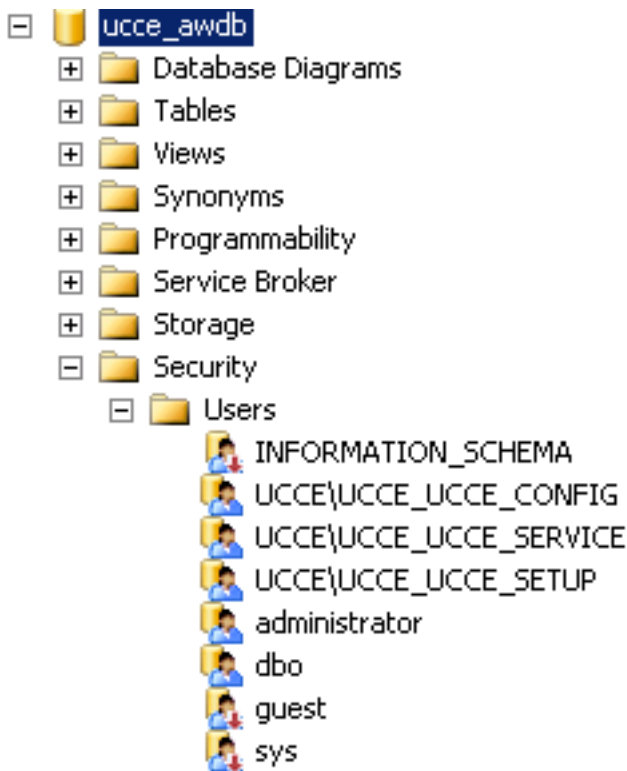 ucce_awdb
Database Diagrams
Tables
Views
Synonyms
Programmability
Service Broker
Storage
Security
Users
INFORMATION_SCHEMA
UCCE\UCCE_UCCE_CONFIG
UCCE\UCCE_UCCE_SERVICE
UCCE\UCCE_UCCE_SETUP
administrator
dbo
guest
sys